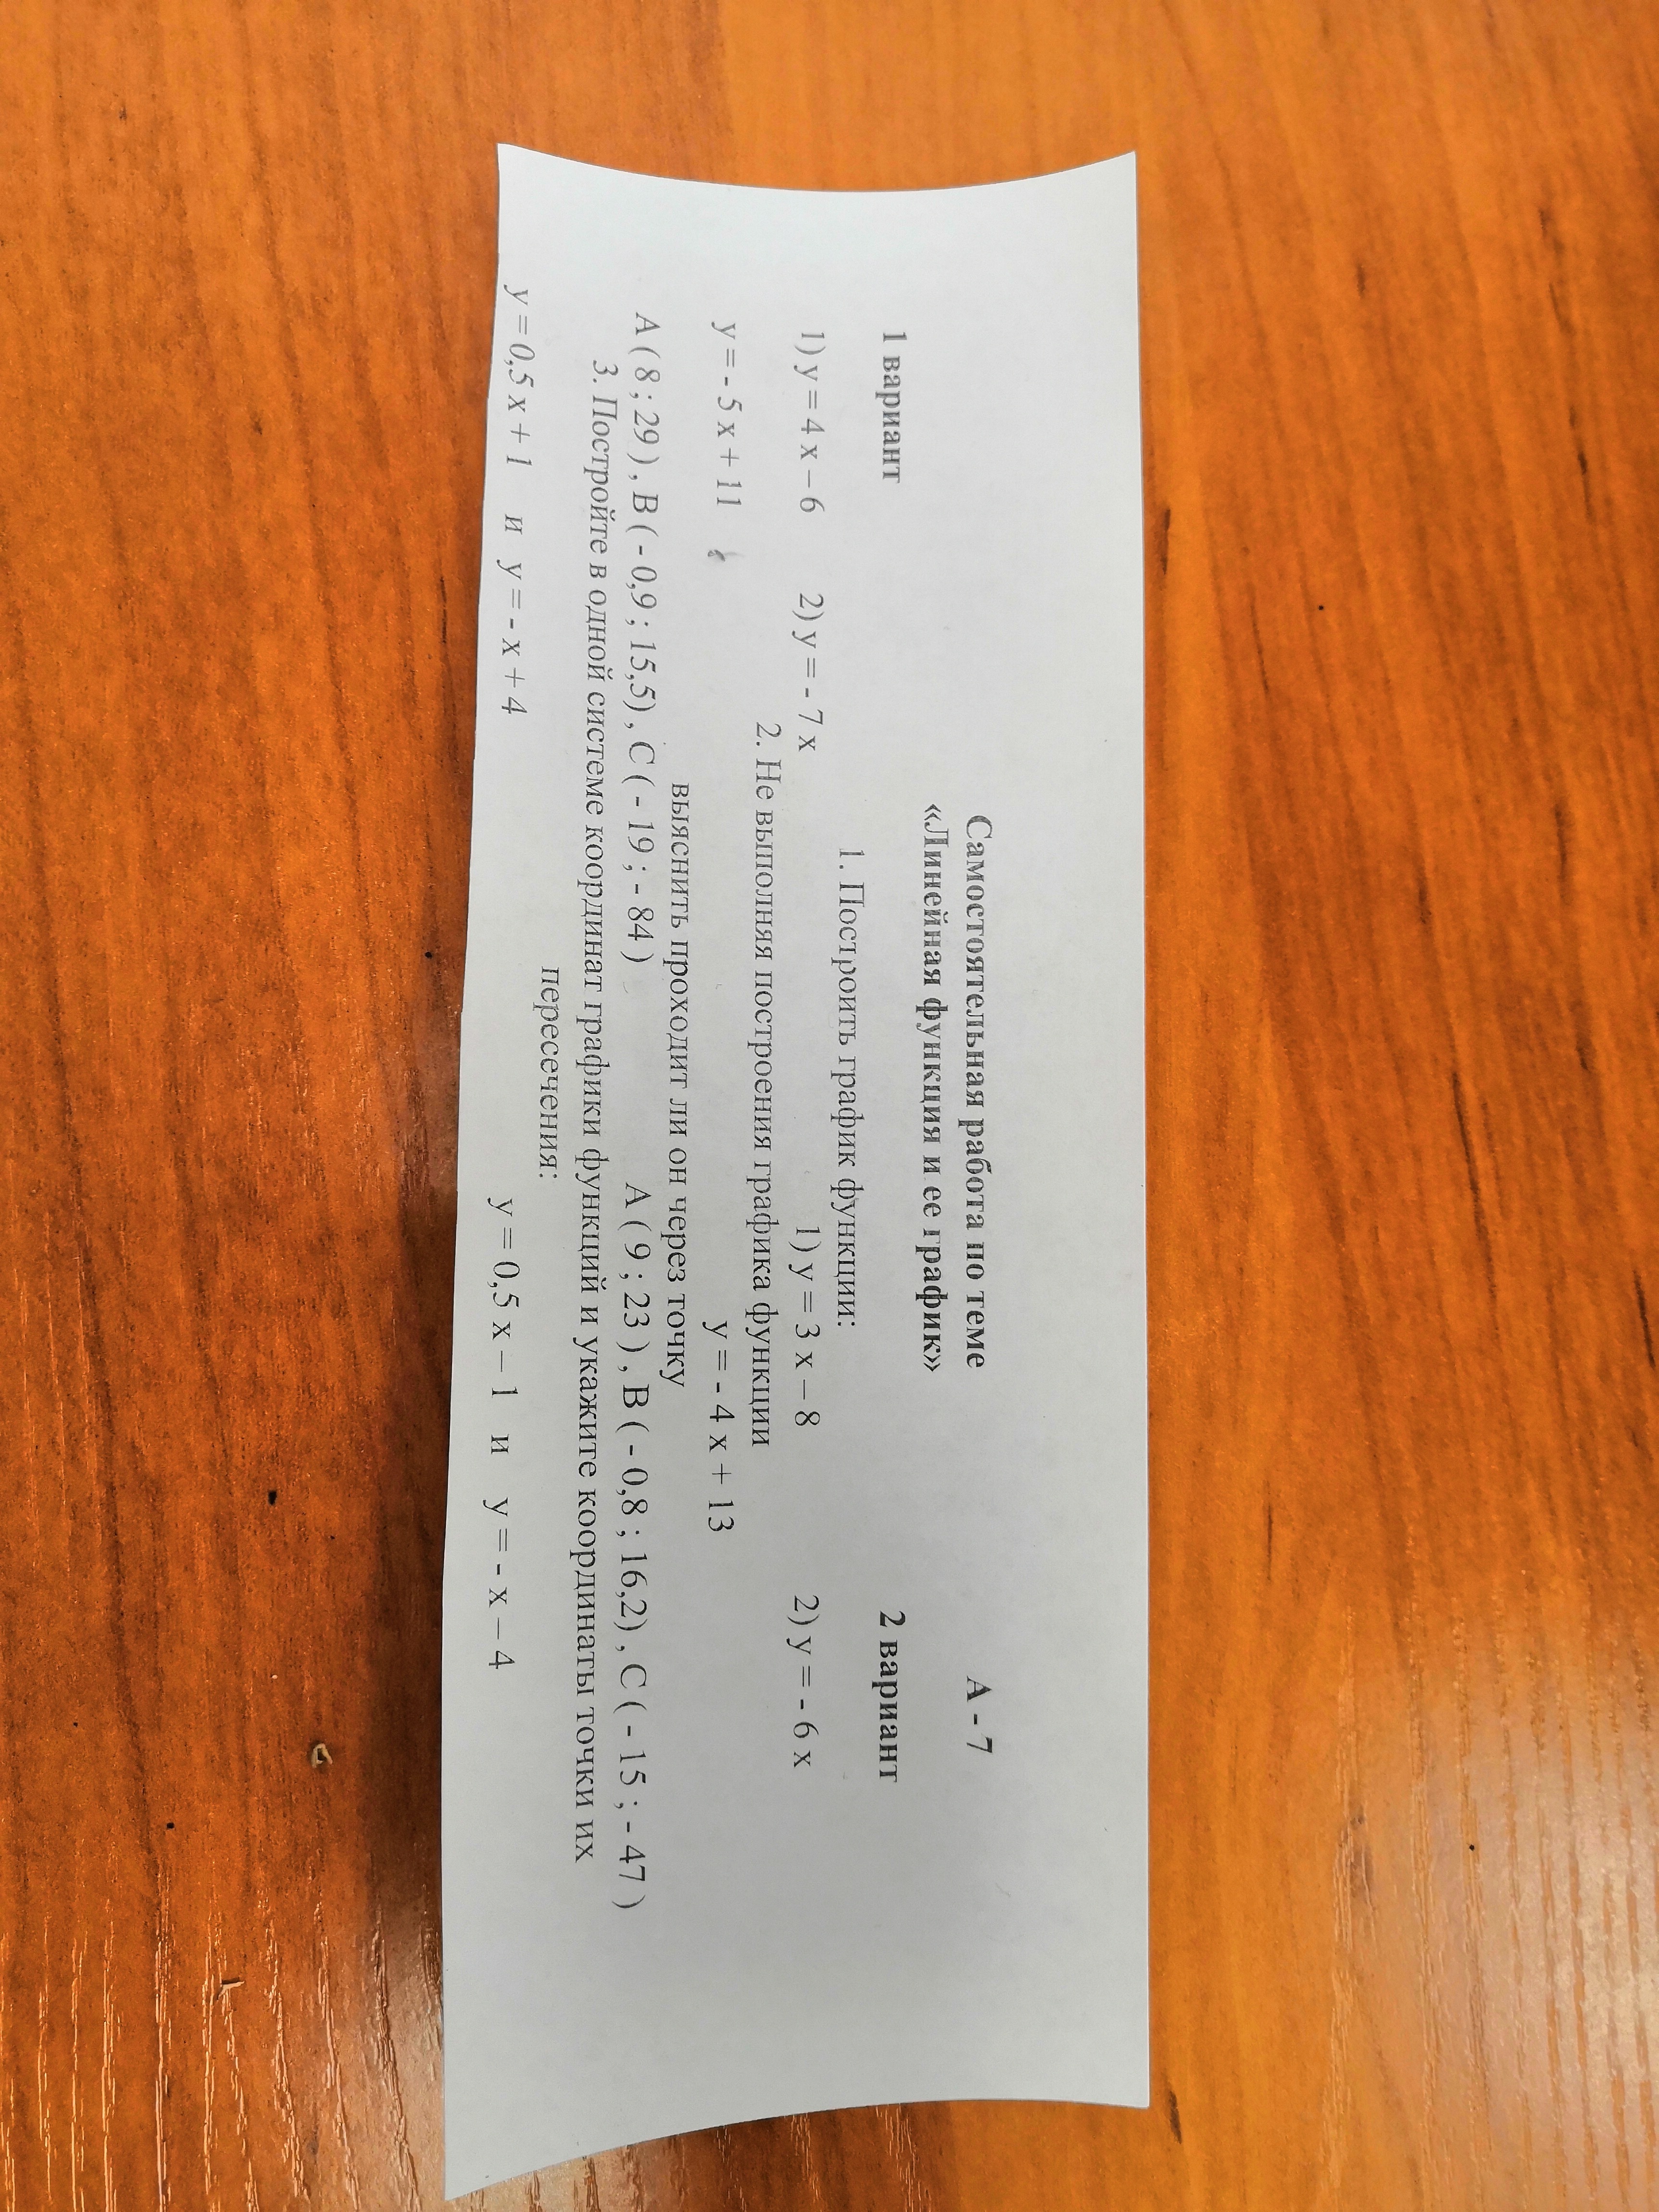 Самостоятельная работа по теме А - 7
«Линейная функция и ее график»
1 вариант 2 вариант
1. Построить график функции:
1) у = 4 х – 6 2) у = - 7 х 1) у = 3 х – 8 2) у = - 6 х
2. Не выполняя построения графика функции
у = - 5 х + 11 у = - 4 х + 13
выяснить проходит ли он через точку
А ( 8 ; 29 ) , В ( - 0,9 ; 15,5) , С ( - 19 ; - 84 ) А ( 9 ; 23 ) , В ( - 0,8 ; 16,2) , С ( - 15 ; - 47 )
3. Постройте в одной системе координат графики функций и укажите координаты точки их
пересечения:
у = 0,5 х + 1 и у = - х + 4 у = 0,5 х – 1 и у = - х – 4